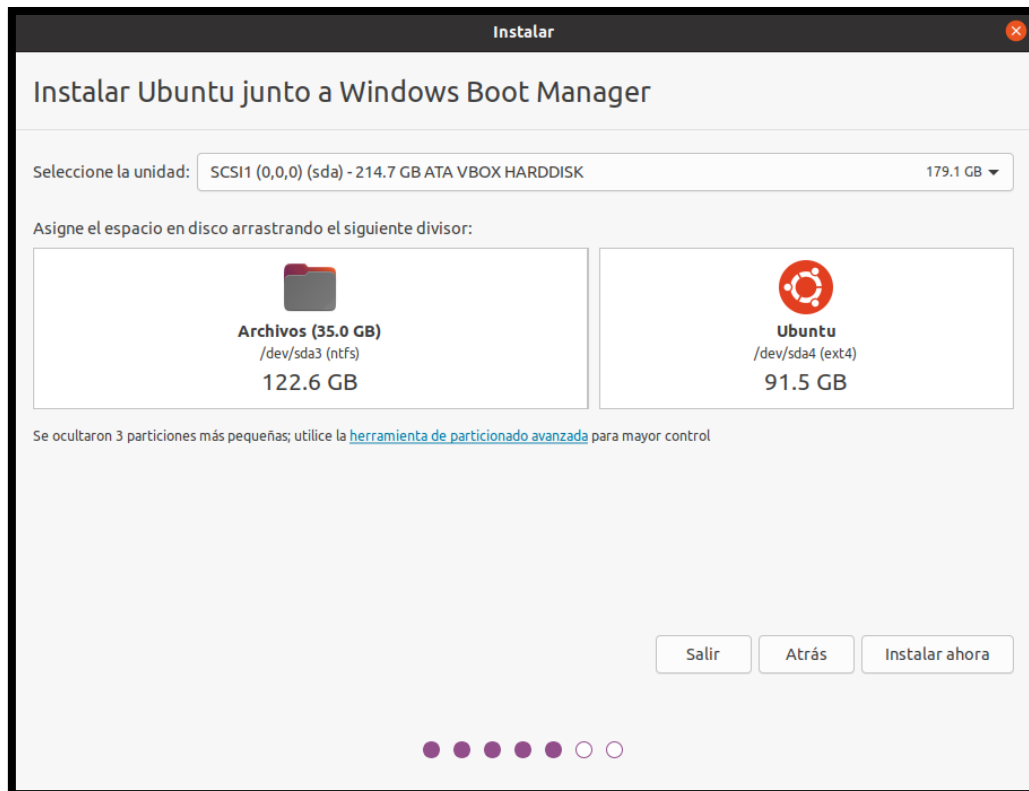 Instalar
Instalar Ubuntu junto a Windows Boot Manager
Seleccione la unidad: SCSI1 (0,0,0) (sda) - 214.7 GB ATA VBOX HARDDISK 179.1 GB
Asigne el espacio en disco arrastrando el siguiente divisor:
Archivos (35.0 GB)
/dev/sda3 (ntfs)
122.6 GB
Ubuntu
/dev/sda4 (ext4)
91.5 GB
Se ocultaron 3 particiones más pequeñas; utilice la herramienta de particionado avanzada para mayor control
Salir Atrás Instalar ahora